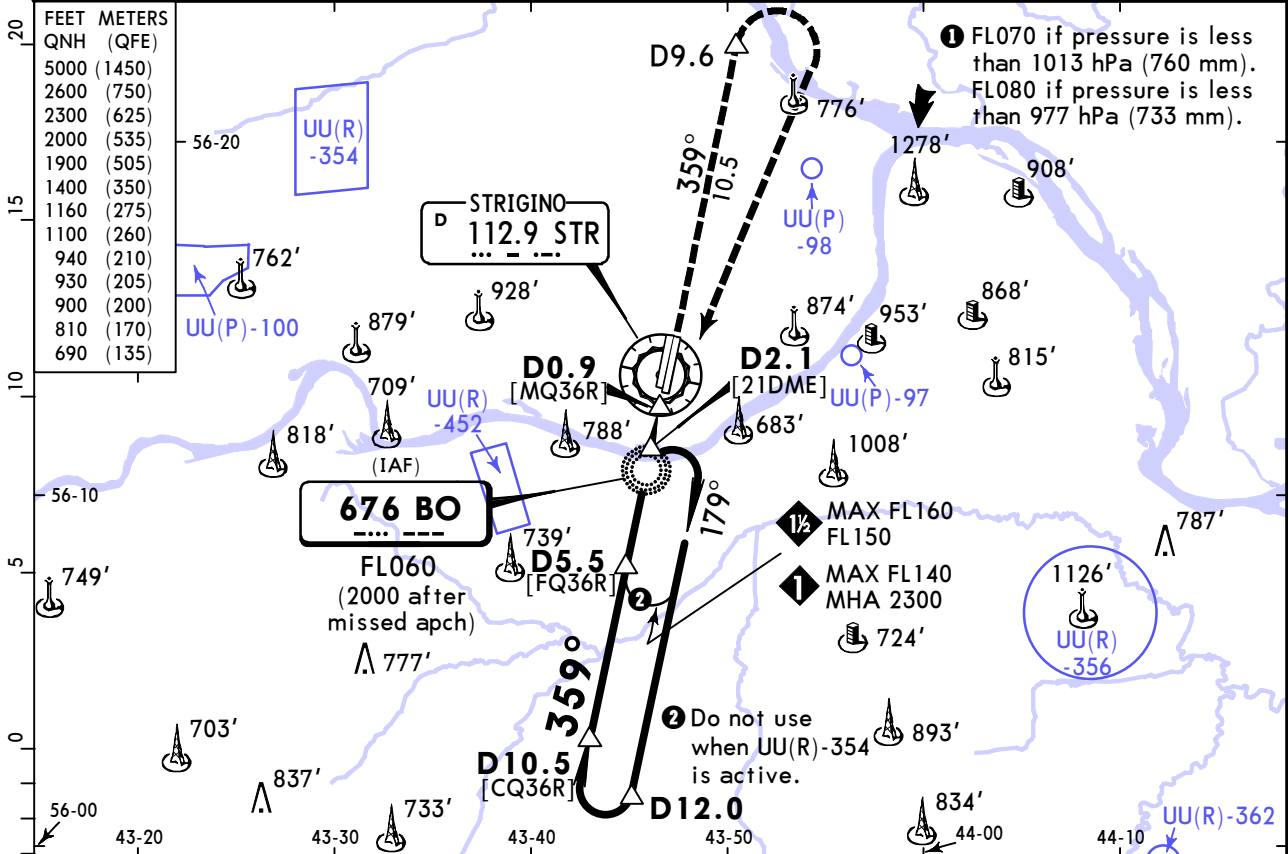 FEET METERS
QNH (QFE)
5000 (1450)
2600 (750)
2300 (625)
2000 (535)
1900 (505)
1400 (350)
1160 (275)
1100 (260)
940 (210)
930 (205)
900 (200)
810 (170)
690 (135)
20
15
10
5
0
56-20
56-10
56-00
43-20
43-30
43-40
43-50
44-00
44-10
1 FL070 if pressure is less
than 1013 hPa (760 mm).
FL080 if pressure is less
than 977 hPa (733 mm).
UU(R)
-354
D9.6
776'
359°
10.5
1278'
908'
UU(P)
-98
STRIGINO
D 112.9 STR
762'
UU(P)-100
928'
879'
874'
953'
868'
815'
UU(P)-97
D0.9
[MQ36R]
D2.1
[21DME]
709'
UU(R)
-452
788'
683'
818'
1008'
(IAF)
676 BO
FL060
(2000 after
missed apch)
739'
D5.5
[FQ36R]
179°
1½ MAX FL160
FL150
1 MAX FL140
MHA 2300
787'
749'
1126'
UU(R)
-356
2
724'
777'
359°
703'
2 Do not use
when UU(R)-354
is active.
893'
D10.5
[CQ36R]
D12.0
837'
733'
834'
UU(R)-362